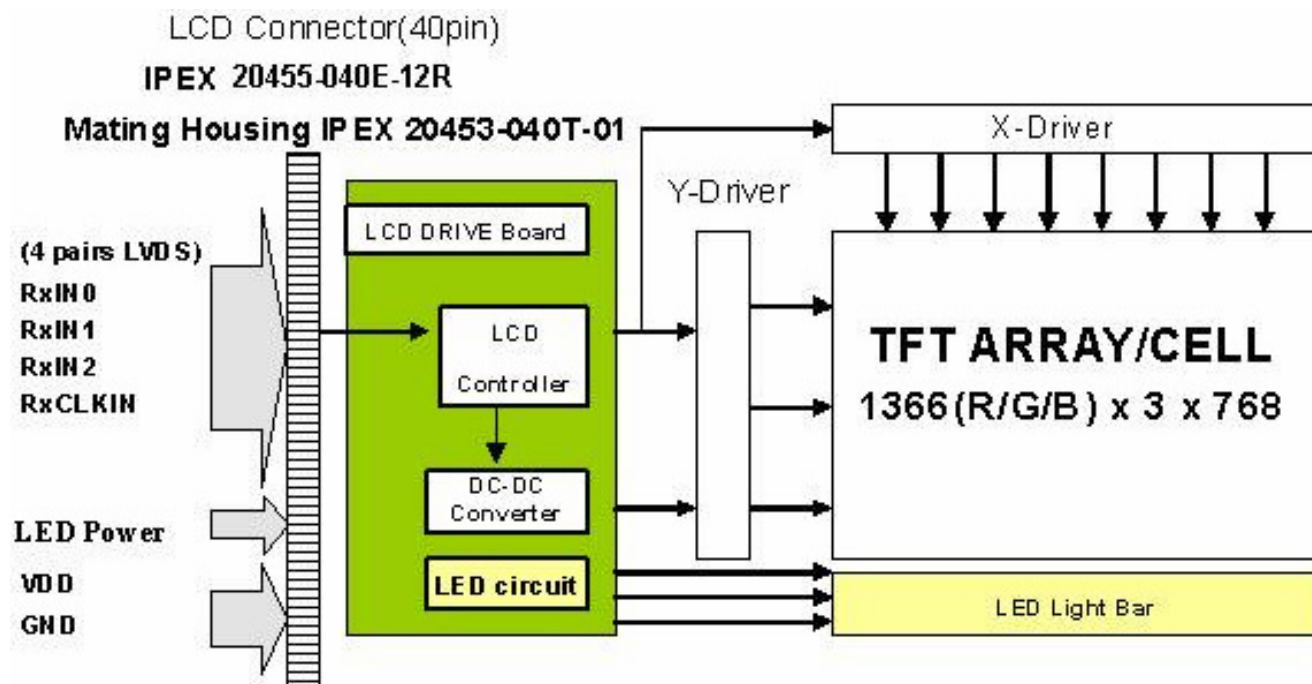 LCD Connector(40pin)
IPEX 20455-040E-12R
Mating Housing IPEX 20453-040T-01
X-Driver
Y-Driver
LCD DRIVE Board
(4 pairs LVDS)
RxIN0
RxIN1
RxIN2
RxCLKIN
LCD
Controller
TFT ARRAY/CELL
1366(R/G/B) x 3 x 768
DC-DC
Converter
LED Power
VDD
GND
LED circuit
LED Light Bar